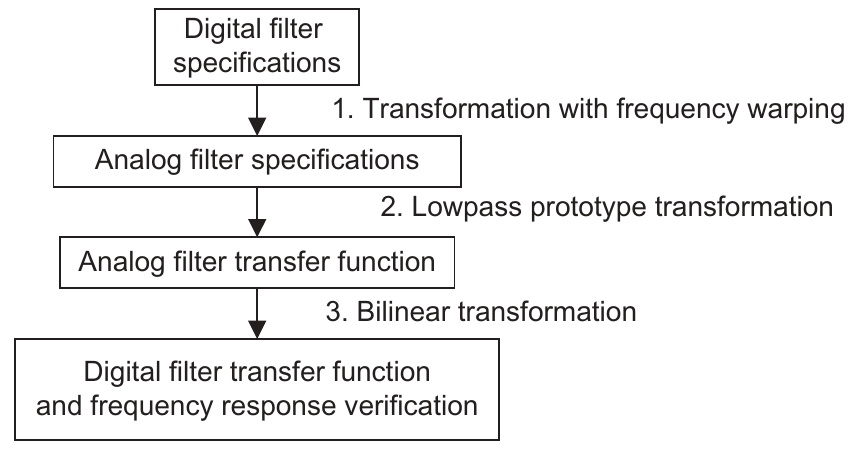 Digital filter
specifications
1. Transformation with frequency warping
Analog filter specifications
2. Lowpass prototype transformation
Analog filter transfer function
3. Bilinear transformation
Digital filter transfer function
and frequency response verification